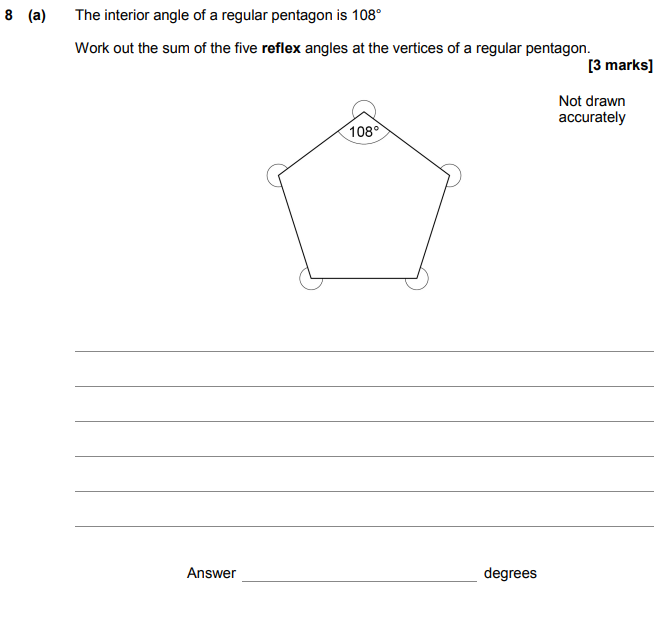 8 (a) The interior angle of a regular pentagon is 108°
Work out the sum of the five reflex angles at the vertices of a regular pentagon.
[3 marks]
Not drawn
accurately
108°
Answer degrees